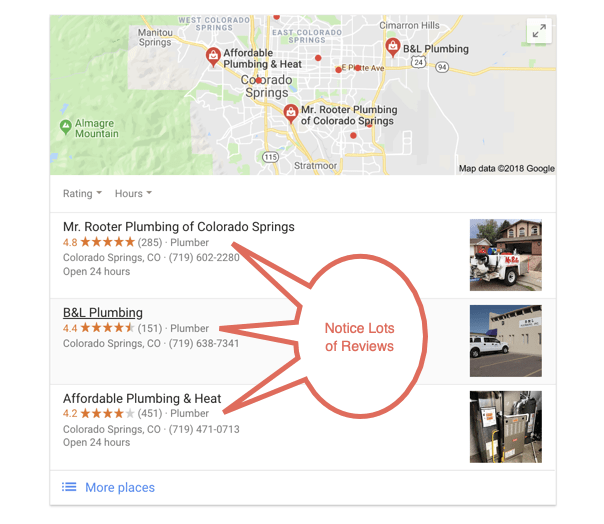 WEST COLORADO
SPRINGS
EAST COLORADO
SPRINGS
Cimarron Hills
Manitou
Springs
Affordable
Plumbing & Heat
B&L Plumbing
24
94
E Platte Ave
Colorado
Springs
Mr. Rooter Plumbing
of Colorado Springs
Almagre
Mountain
115
Stratmoor
Map data ©2018 Google
Rating
Hours
Mr. Rooter Plumbing of Colorado Springs
4.8 ★★★★★ (285) · Plumber
Colorado Springs, CO · (719) 602-2280
Open 24 hours
B&L Plumbing
4.4 ★★★★★ (151) · Plumber
Colorado Springs, CO · (719) 638-7341
Notice Lots
of Reviews
Affordable Plumbing & Heat
4.2 ★★★★★ (451) · Plumber
Colorado Springs, CO · (719) 471-0713
Open 24 hours
More places